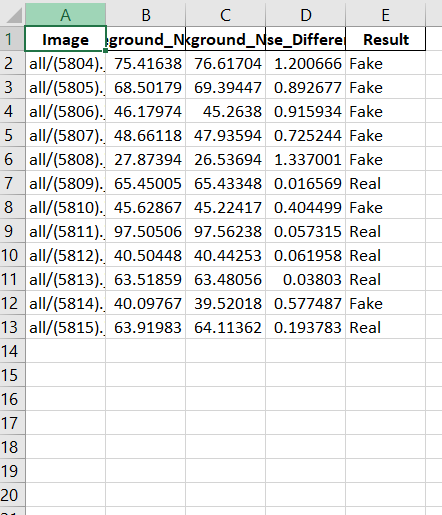 A B C D E
1 Image ground_N ground_N se_Differe Result
2 all/(5804). 75.41638 76.61704 1.200666 Fake
3 all/(5805). 68.50179 69.39447 0.892677 Fake
4 all/(5806). 46.17974 45.2638 0.915934 Fake
5 all/(5807). 48.66118 47.93594 0.725244 Fake
6 all/(5808). 27.87394 26.53694 1.337001 Fake
7 all/(5809). 65.45005 65.43348 0.016569 Real
8 all/(5810). 45.62867 45.22417 0.404499 Fake
9 all/(5811). 97.50506 97.56238 0.057315 Real
10 all/(5812). 40.50448 40.44253 0.061958 Real
11 all/(5813). 63.51859 63.48056 0.03803 Real
12 all/(5814). 40.09767 39.52018 0.577487 Fake
13 all/(5815). 63.91983 64.11362 0.193783 Real
14
15
16
17
18
19
20